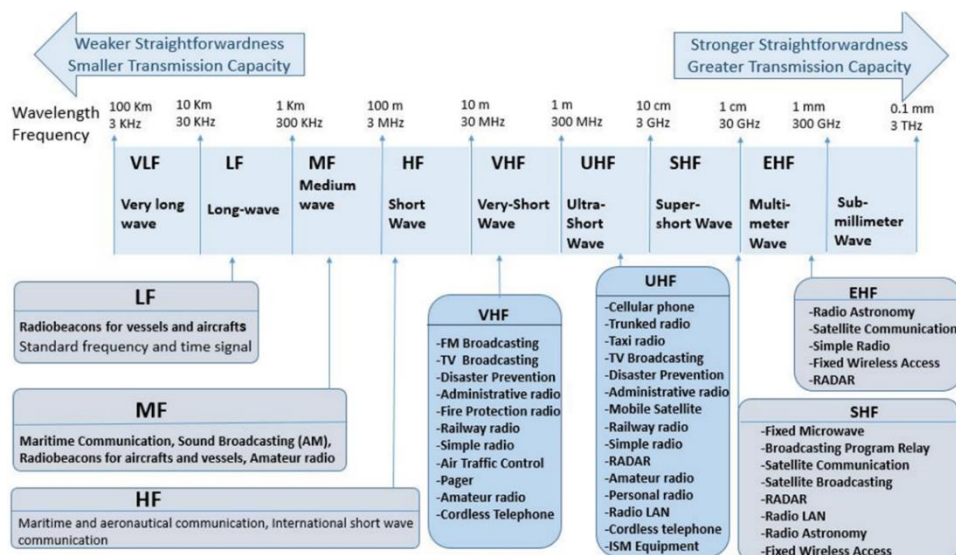 Weaker Straightforwardness
Smaller Transmission Capacity
Stronger Straightforwardness
Greater Transmission Capacity
Wavelength 100 Km 10 Km 1 Km 100 m 10 m 1 m 10 cm 1 cm 1 mm 0.1 mm
Frequency 3 KHz 30 KHz 300 KHz 3 MHz 30 MHz 300 MHz 3 GHz 30 GHz 300 GHz 3 THz
VLF
Very long
wave
LF
Long-wave
MF
Medium
wave
HF
Short
Wave
VHF
Very-Short
Wave
UHF
Ultra-
Short
Wave
SHF
Super-
short Wave
EHF
Multi-
meter
Wave
Sub-
millimeter
Wave
LF
Radiobeacons for vessels and aircrafts
Standard frequency and time signal
MF
Maritime Communication, Sound Broadcasting (AM),
Radiobeacons for aircrafts and vessels, Amateur radio
HF
Maritime and aeronautical communication, International short wave
communication
VHF
-FM Broadcasting
-TV Broadcasting
-Disaster Prevention
-Administrative radio
-Fire Protection radio
-Railway radio
-Simple radio
-Air Traffic Control
-Pager
-Amateur radio
-Cordless Telephone
UHF
-Cellular phone
-Trunked radio
-Taxi radio
-TV Broadcasting
-Disaster Prevention
-Administrative radio
-Mobile Satellite
-Railway radio
-Simple radio
-RADAR
-Amateur radio
-Personal radio
-Radio LAN
-Cordless telephone
-ISM Equipment
EHF
-Radio Astronomy
-Satellite Communication
-Simple Radio
-Fixed Wireless Access
-RADAR
SHF
-Fixed Microwave
-Broadcasting Program Relay
-Satellite Communication
-Satellite Broadcasting
-RADAR
-Radio LAN
-Radio Astronomy
-Fixed Wireless Access